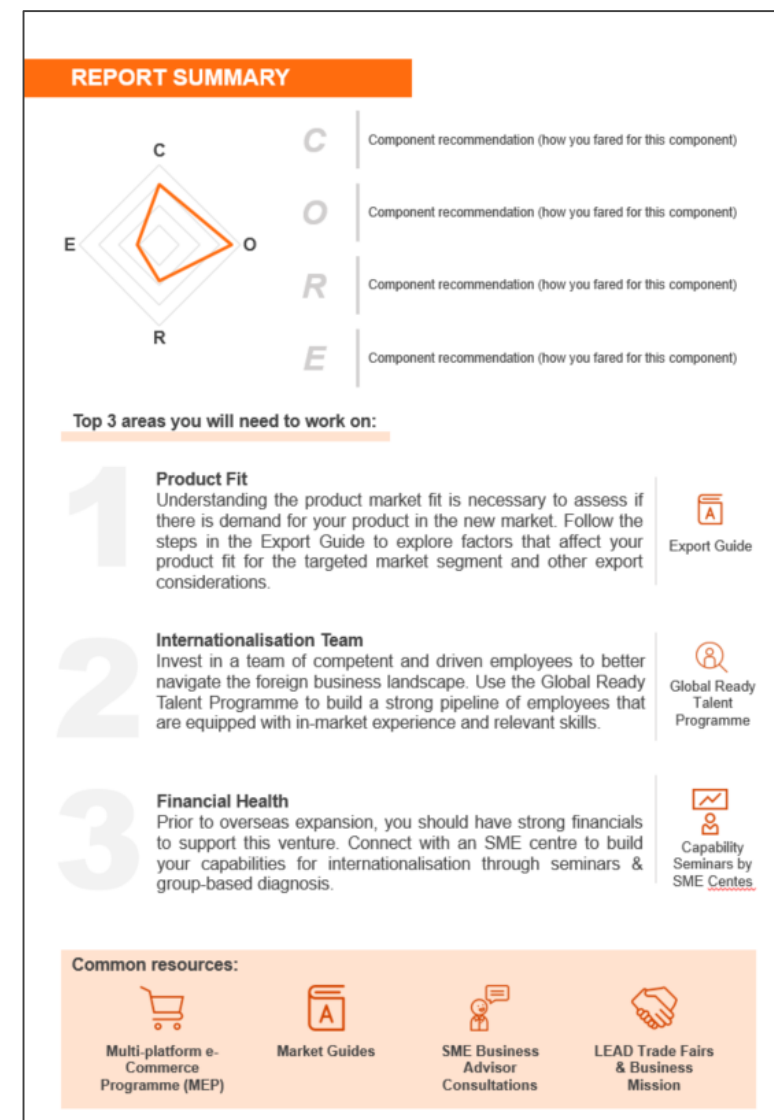 REPORT SUMMARY
C
O
R
E
C
Component recommendation (how you fared for this component)
O
Component recommendation (how you fared for this component)
R
Component recommendation (how you fared for this component)
E
Component recommendation (how you fared for this component)
Top 3 areas you will need to work on:
1
Product Fit
Understanding the product market fit is necessary to assess if
there is demand for your product in the new market. Follow the
steps in the Export Guide to explore factors that affect your
product fit for the targeted market segment and other export
considerations.
A
Export Guide
2
Internationalisation Team
Invest in a team of competent and driven employees to better
navigate the foreign business landscape. Use the Global Ready
Talent Programme to build a strong pipeline of employees that
are equipped with in-market experience and relevant skills.
Global Ready
Talent
Programme
3
Financial Health
Prior to overseas expansion, you should have strong financials
to support this venture. Connect with an SME centre to build
your capabilities for internationalisation through seminars &
group-based diagnosis.
Capability
Seminars by
SME Centes
Common resources:
Multi-platform e-
Commerce
Programme (MEP)
A
Market Guides
SME Business
Advisor
Consultations
LEAD Trade Fairs
& Business
Mission